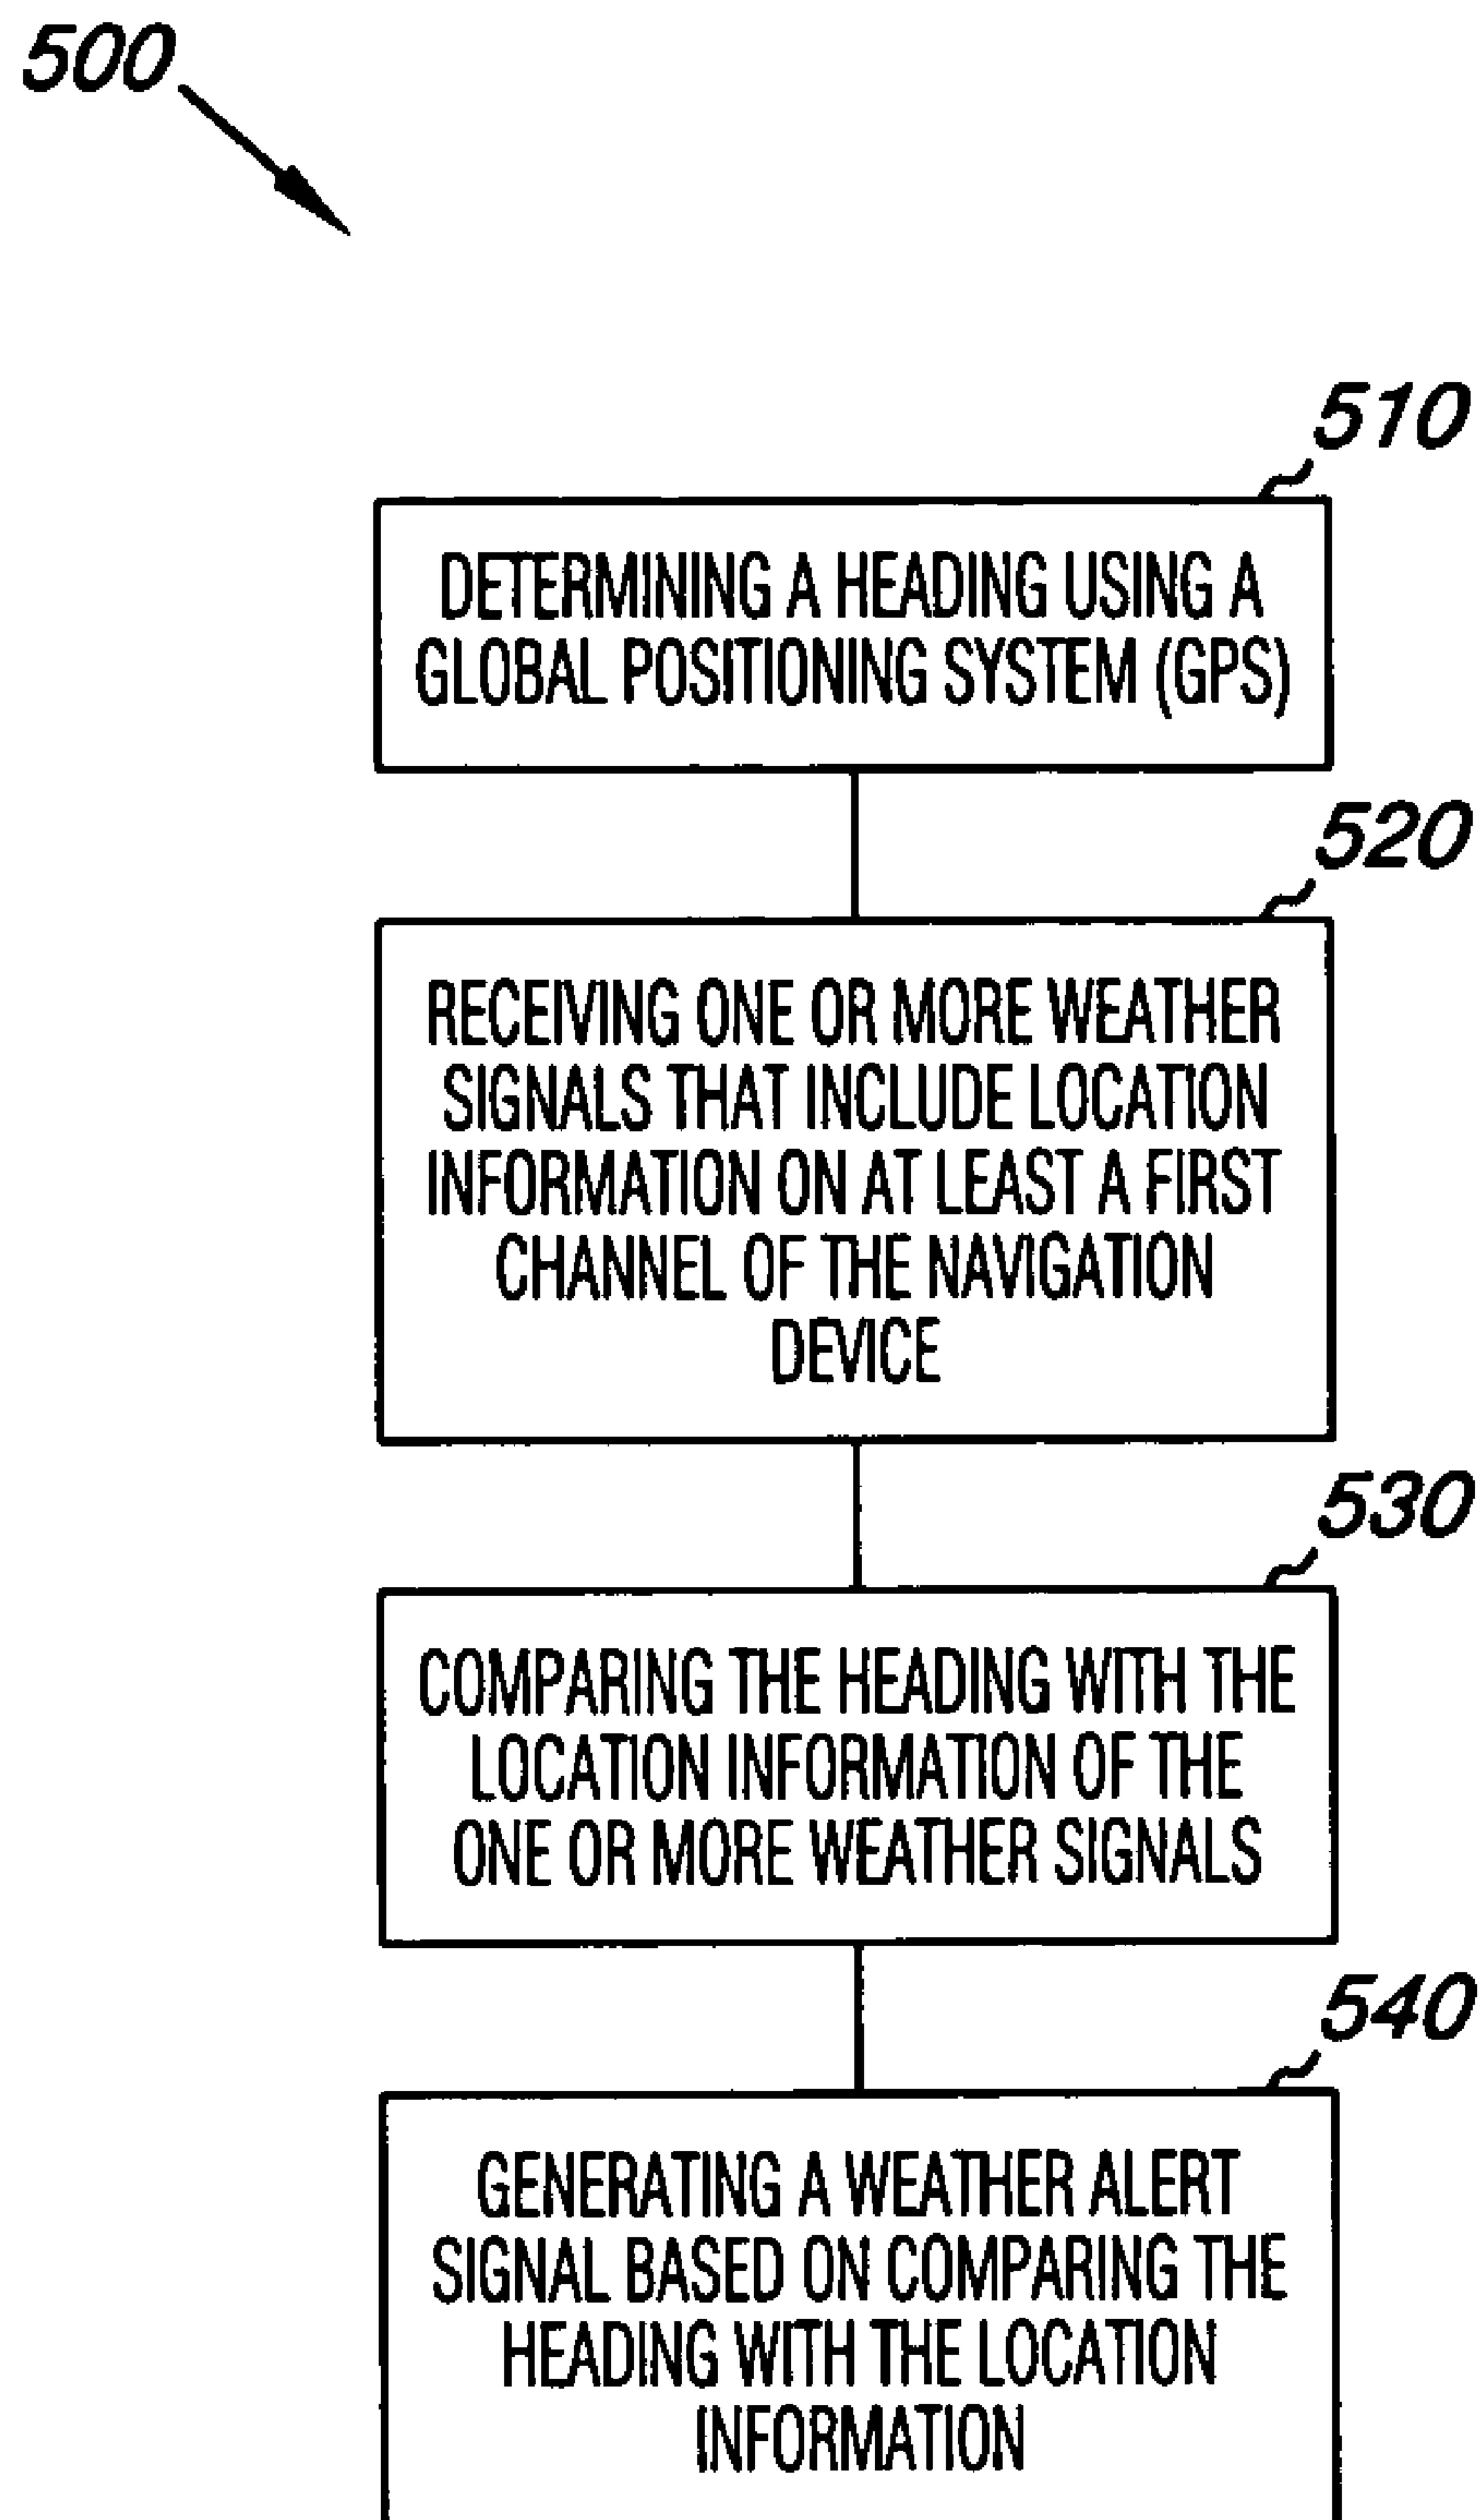 500
510
DETERMINING A HEADING USING A
GLOBAL POSITIONING SYSTEM (GPS)
520
RECEIVING ONE OR MORE WEATHER
SIGNALS THAT INCLUDE LOCATION
INFORMATION ON AT LEAST A FIRST
CHANNEL OF THE NAVIGATION
DEVICE
530
COMPARING THE HEADING WITH THE
LOCATION INFORMATION OF THE
ONE OR MORE WEATHER SIGNALS
540
GENERATING A WEATHER ALERT
SIGNAL BASED ON COMPARING THE
HEADING WITH THE LOCATION
INFORMATION